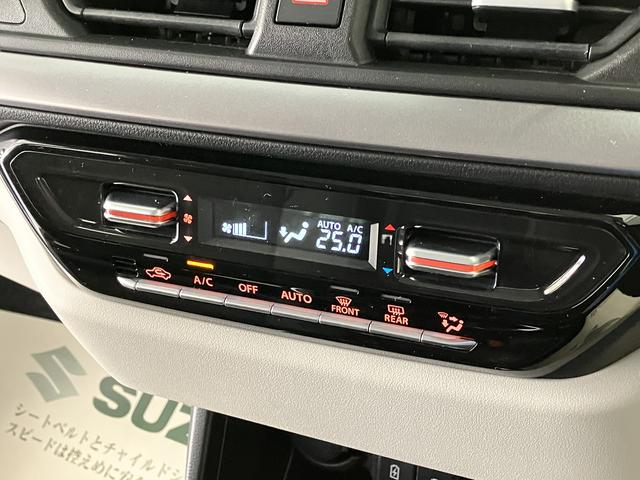 AUTO A/C
25.0
A/C
OFF
AUTO
FRONT
REAR
SUZ
シートベルトとチャイルドシ
スピードは控えめに